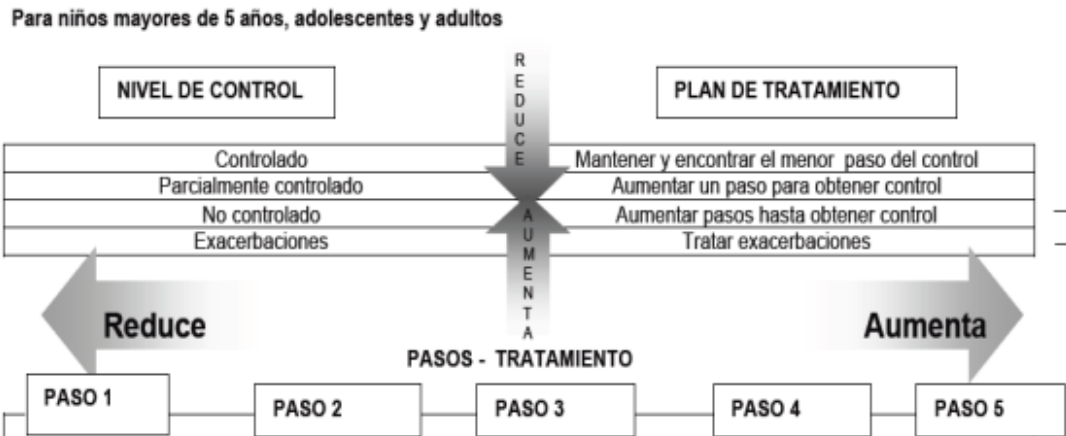 Para niños mayores de 5 años, adolescentes y adultos
REDUCE
NIVEL DE CONTROL
PLAN DE TRATAMIENTO
Controlado
Mantener y encontrar el menor paso del control
Parcialmente controlado
Aumentar un paso para obtener control
No controlado
Aumentar pasos hasta obtener control
Exacerbaciones
Tratar exacerbaciones
AUMENTA
Reduce
Aumenta
PASOS - TRATAMIENTO
PASO 1
PASO 2
PASO 3
PASO 4
PASO 5